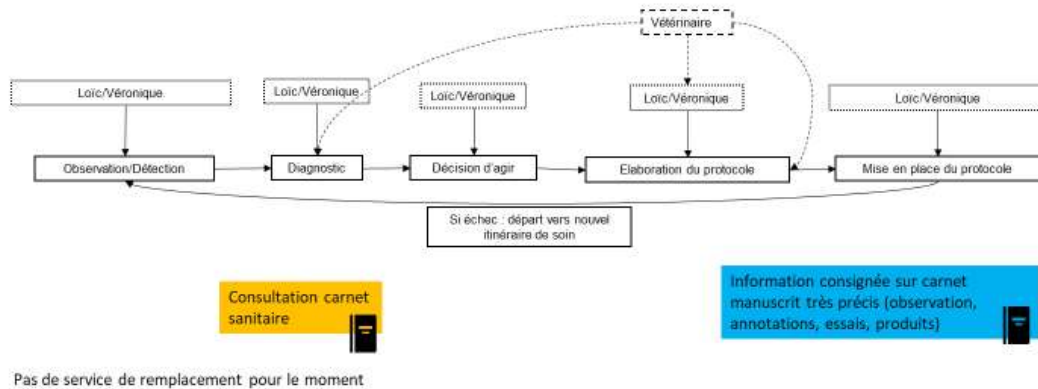 Vétérinaire
Loïc/Véronique
Loïc/Véronique
Loïc/Véronique
Loïc/Véronique
Loïc/Véronique
Observation/Détection
Diagnostic
Décision d'agir
Elaboration du protocole
Mise en place du protocole
Si échec : départ vers nouvel
itinéraire de soin
Consultation carnet
sanitaire
Information consignée sur carnet
manuscrit très précis (observation,
annotations, essais, produits)
Pas de service de remplacement pour le moment